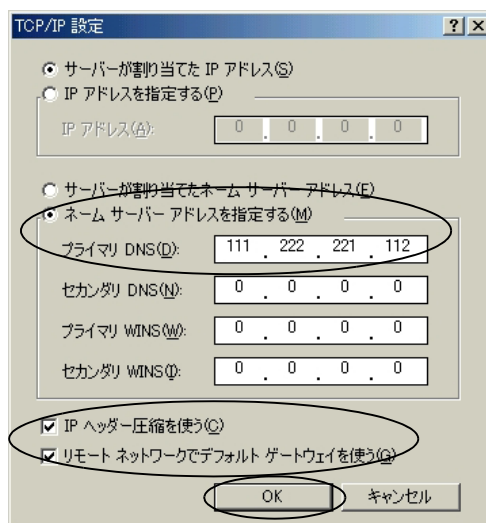 TCP/IP 設定
サーバーが割り当てた IP アドレス(S)
IP アドレスを指定する(P)
IP アドレス(A): 0 . 0 . 0 . 0
サーバーが割り当てたネーム サーバー アドレス(E)
ネーム サーバー アドレスを指定する(M)
プライマリ DNS(D): 111 . 222 . 221 . 112
セカンダリ DNS(N): 0 . 0 . 0 . 0
プライマリ WINS(W): 0 . 0 . 0 . 0
セカンダリ WINS(I): 0 . 0 . 0 . 0
IP ヘッダー圧縮を使う(C)
リモート ネットワークでデフォルト ゲートウェイを使う(G)
OK キャンセル